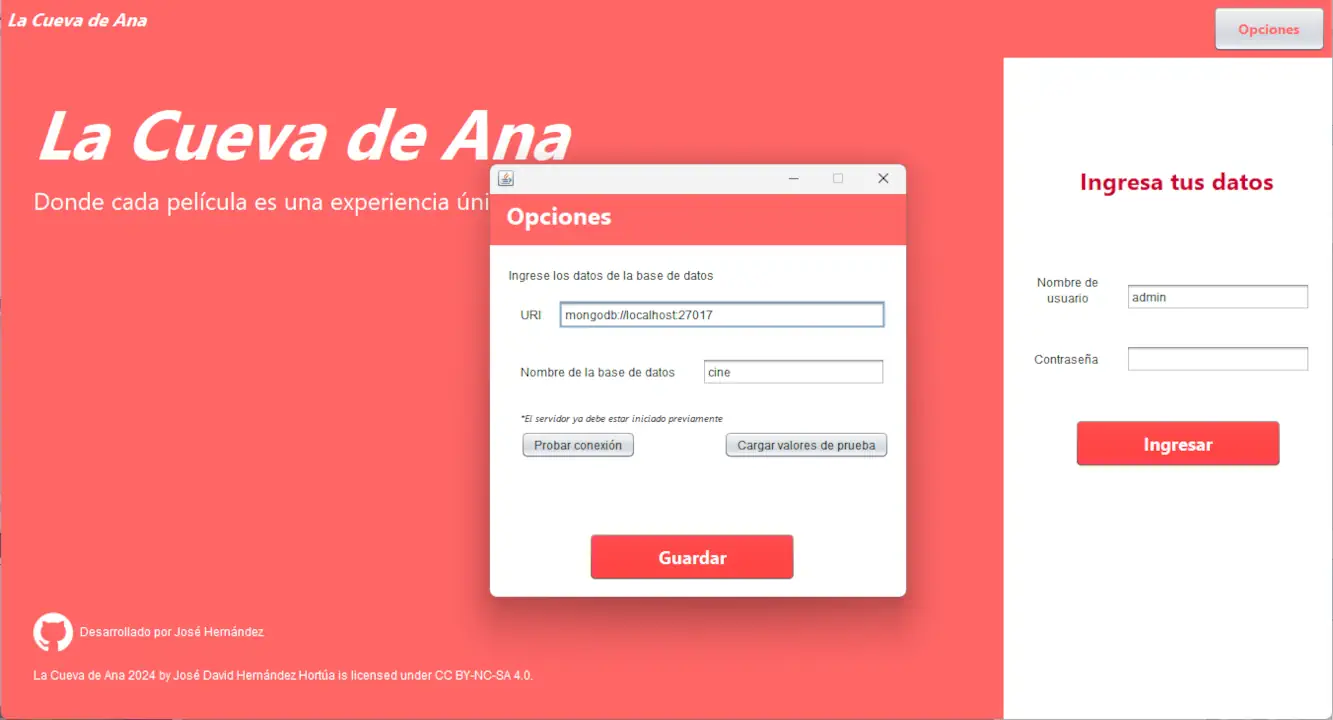 La Cueva de Ana
Opciones
La Cueva de Ana
Donde cada película es una experiencia
Opciones
Ingrese los datos de la base de datos
URI mongodb://localhost:27017
Nombre de la base de datos cine
*El servidor ya debe estar iniciado previamente
Probar conexión Cargar valores de prueba
Guardar
Ingresa tus datos
Nombre de
usuario
admin
Contraseña
Ingresar
Desarrollado por José Hernández
La Cueva de Ana 2024 by José David Hernández Hortúa is licensed under CC BY-NC-SA 4.0.